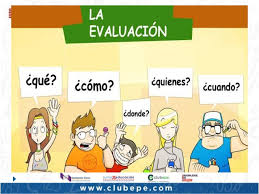 LA
EVALUACIÓN
¿qué?
¿cómo?
¿donde?
¿quienes?
¿cuando?
www.clubepe.com